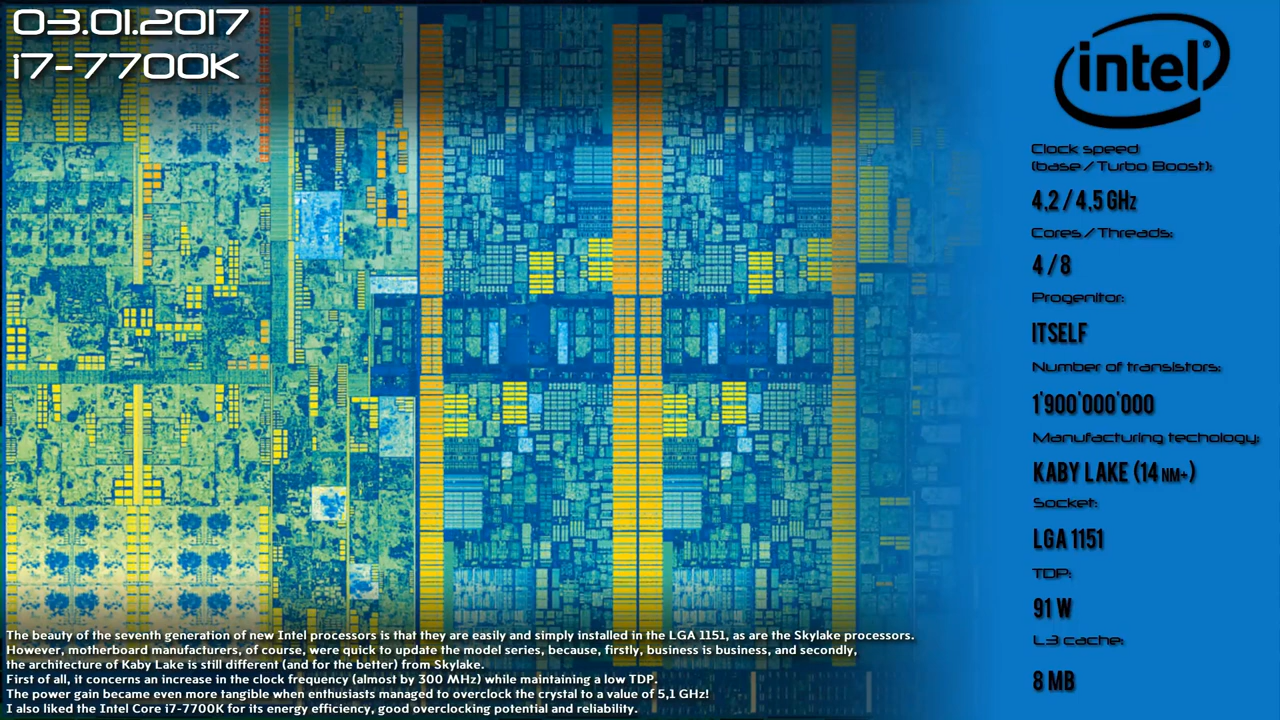 03.01.2017
i7-7700K
intel®
Clock speed
(base/Turbo Boost):
4,2 / 4,5 GHz
Cores/Threads:
4 / 8
Progenitor:
ITSELF
Number of transistors:
1'900'000'000
Manufacturing techology:
KABY LAKE (14 NM+)
Socket:
LGA 1151
TDP:
91 W
L3 cache:
8 MB
The beauty of the seventh generation of new Intel processors is that they are easily and simply installed in the LGA 1151, as are the Skylake processors.
However, motherboard manufacturers, of course, were quick to update the model series, because, firstly, business is business, and secondly,
the architecture of Kaby Lake is still different (and for the better) from Skylake.
First of all, it concerns an increase in the clock frequency (almost by 300 MHz) while maintaining a low TDP.
The power gain became even more tangible when enthusiasts managed to overclock the crystal to a value of 5,1 GHz!
I also liked the Intel Core i7-7700K for its energy efficiency, good overclocking potential and reliability.